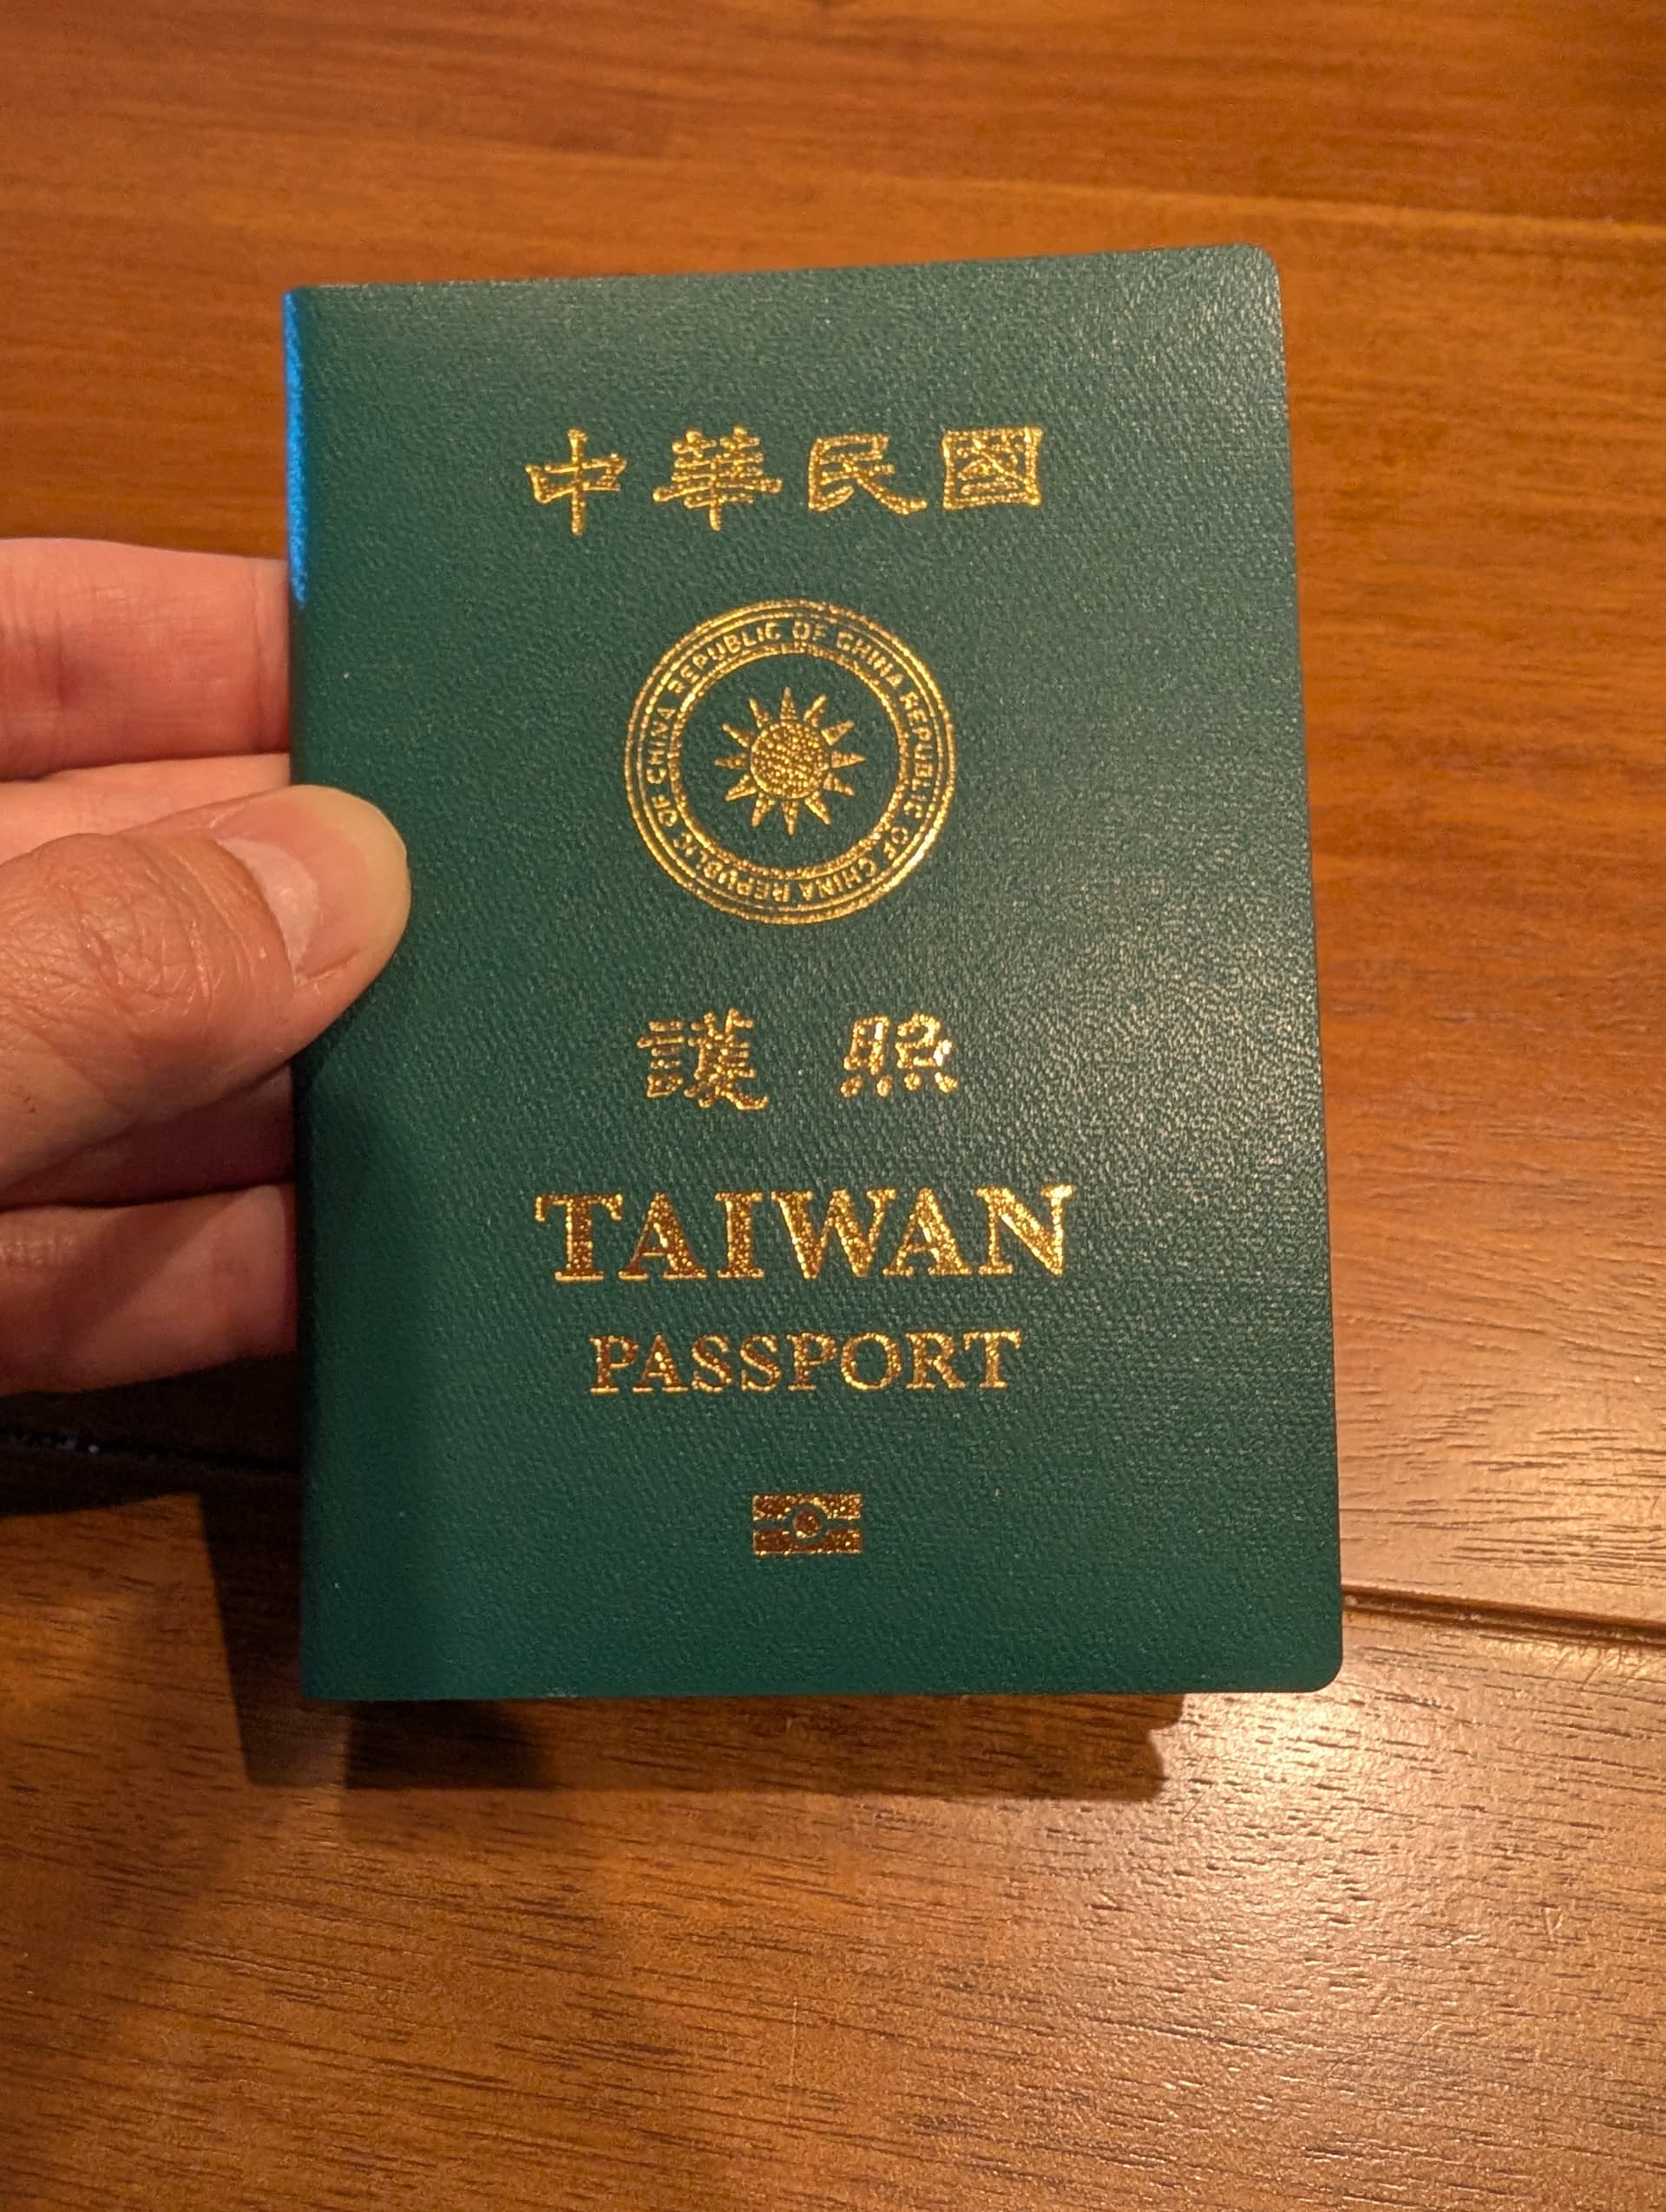 中華民國
REPUBLIC OF CHINA REPUBLIC OF CHINA REPUBLIC OF CHINA
護照
TAIWAN
PASSPORT